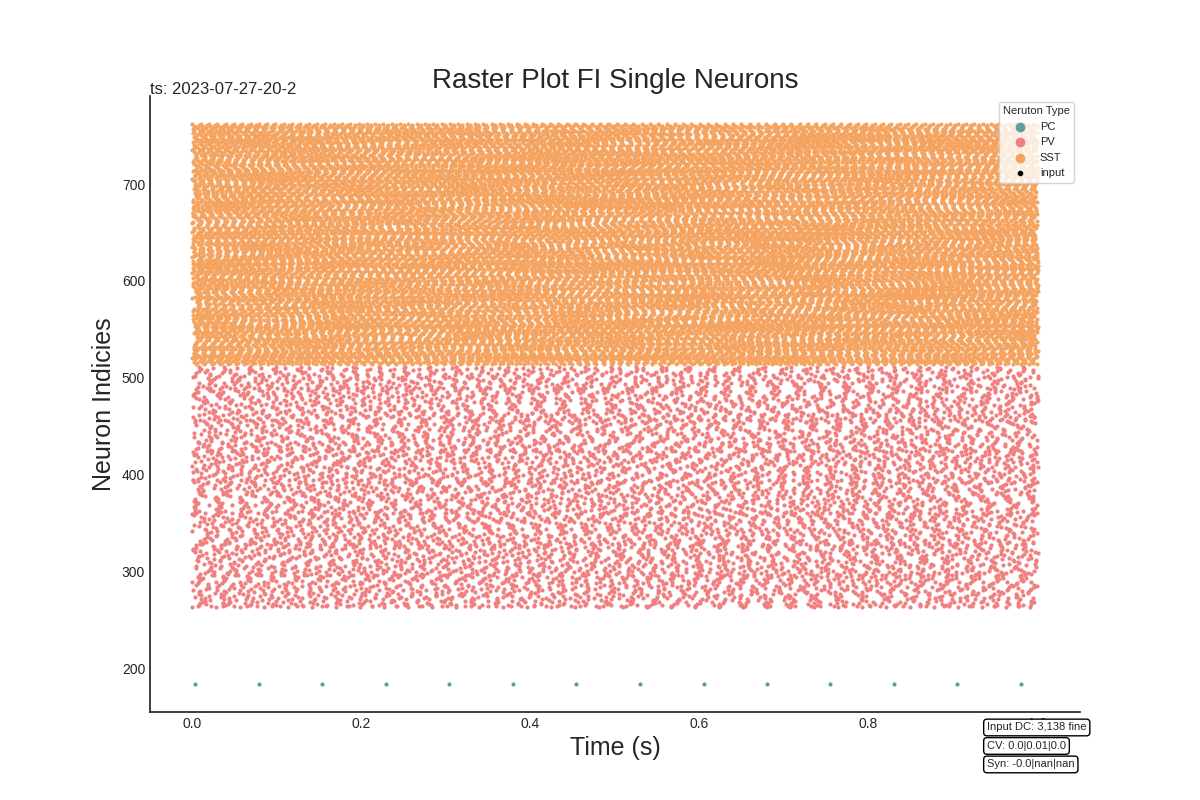 Raster Plot FI Single Neurons
ts: 2023-07-27-20-2
Neruton Type
PC
PV
SST
input
700
600
500
400
300
200
Neuron Indicies
0.0 0.2 0.4 0.6 0.8
Time (s)
Input DC: 3,138 fine
CV: 0.0|0.01|0.0
Syn: -0.0|nan|nan